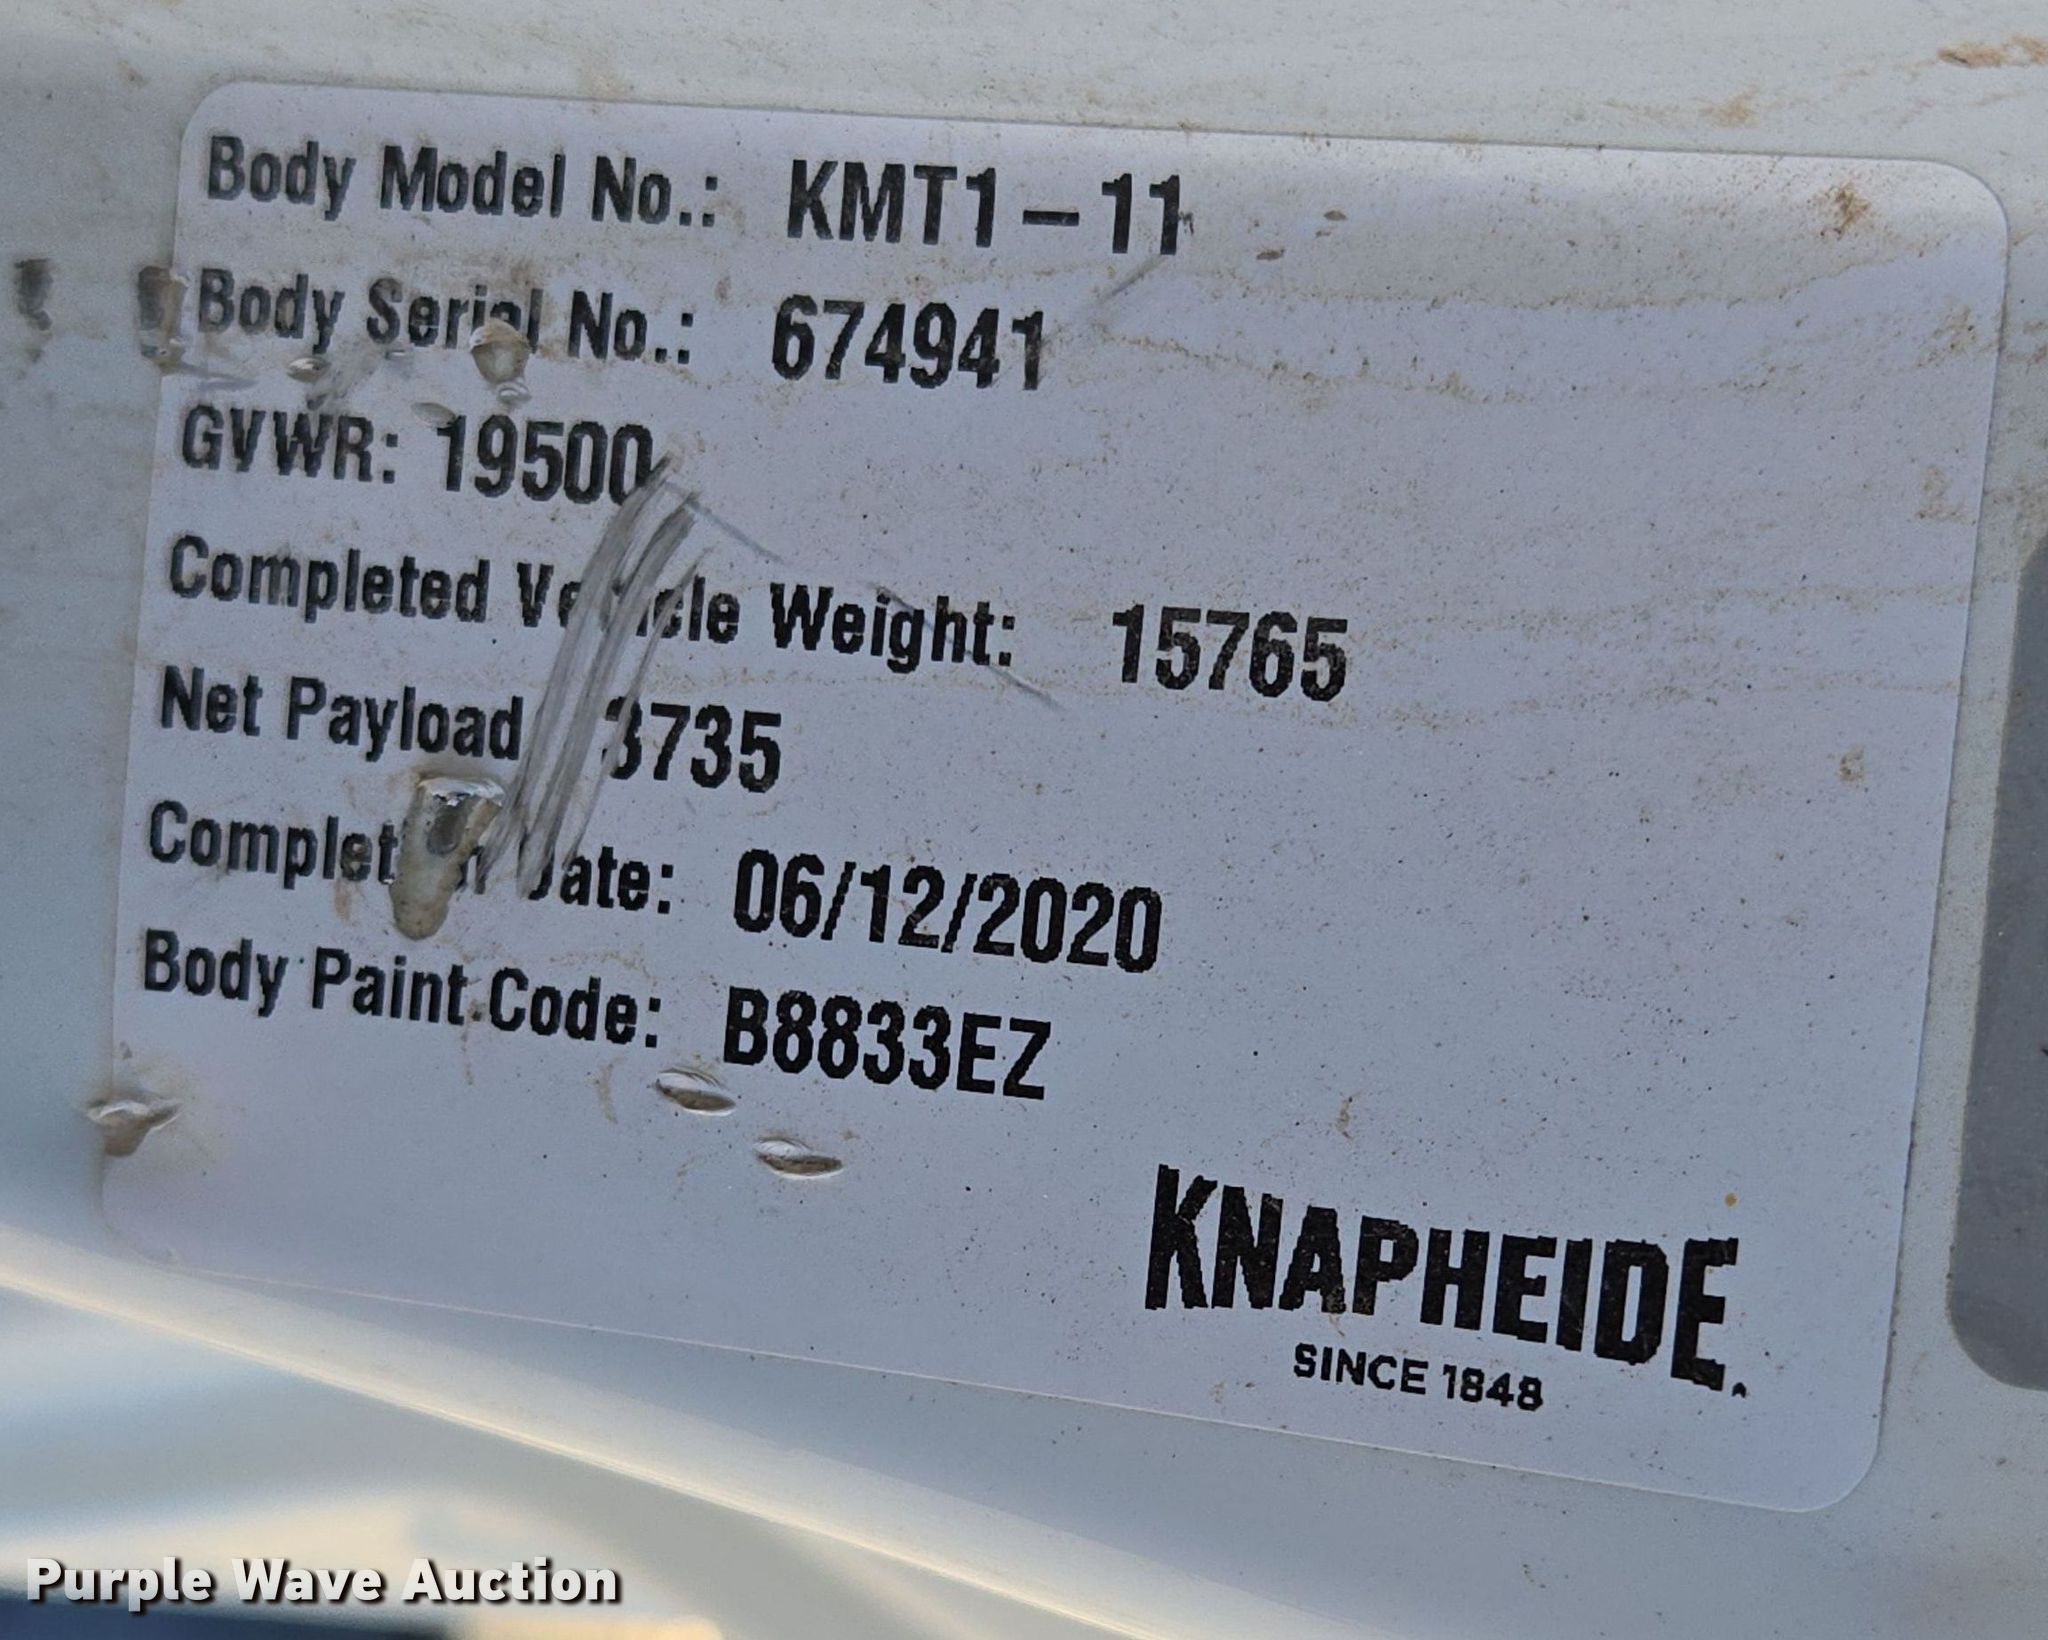 Body Model No.: KMT1-11
Body Serial No.: 674941
GVWR: 19500
Completed Vehicle Weight: 15765
Net Payload 3735
Completion Date: 06/12/2020
Body Paint Code: B8833EZ
KNAPHEIDE.
SINCE 1848
Purple Wave Auction